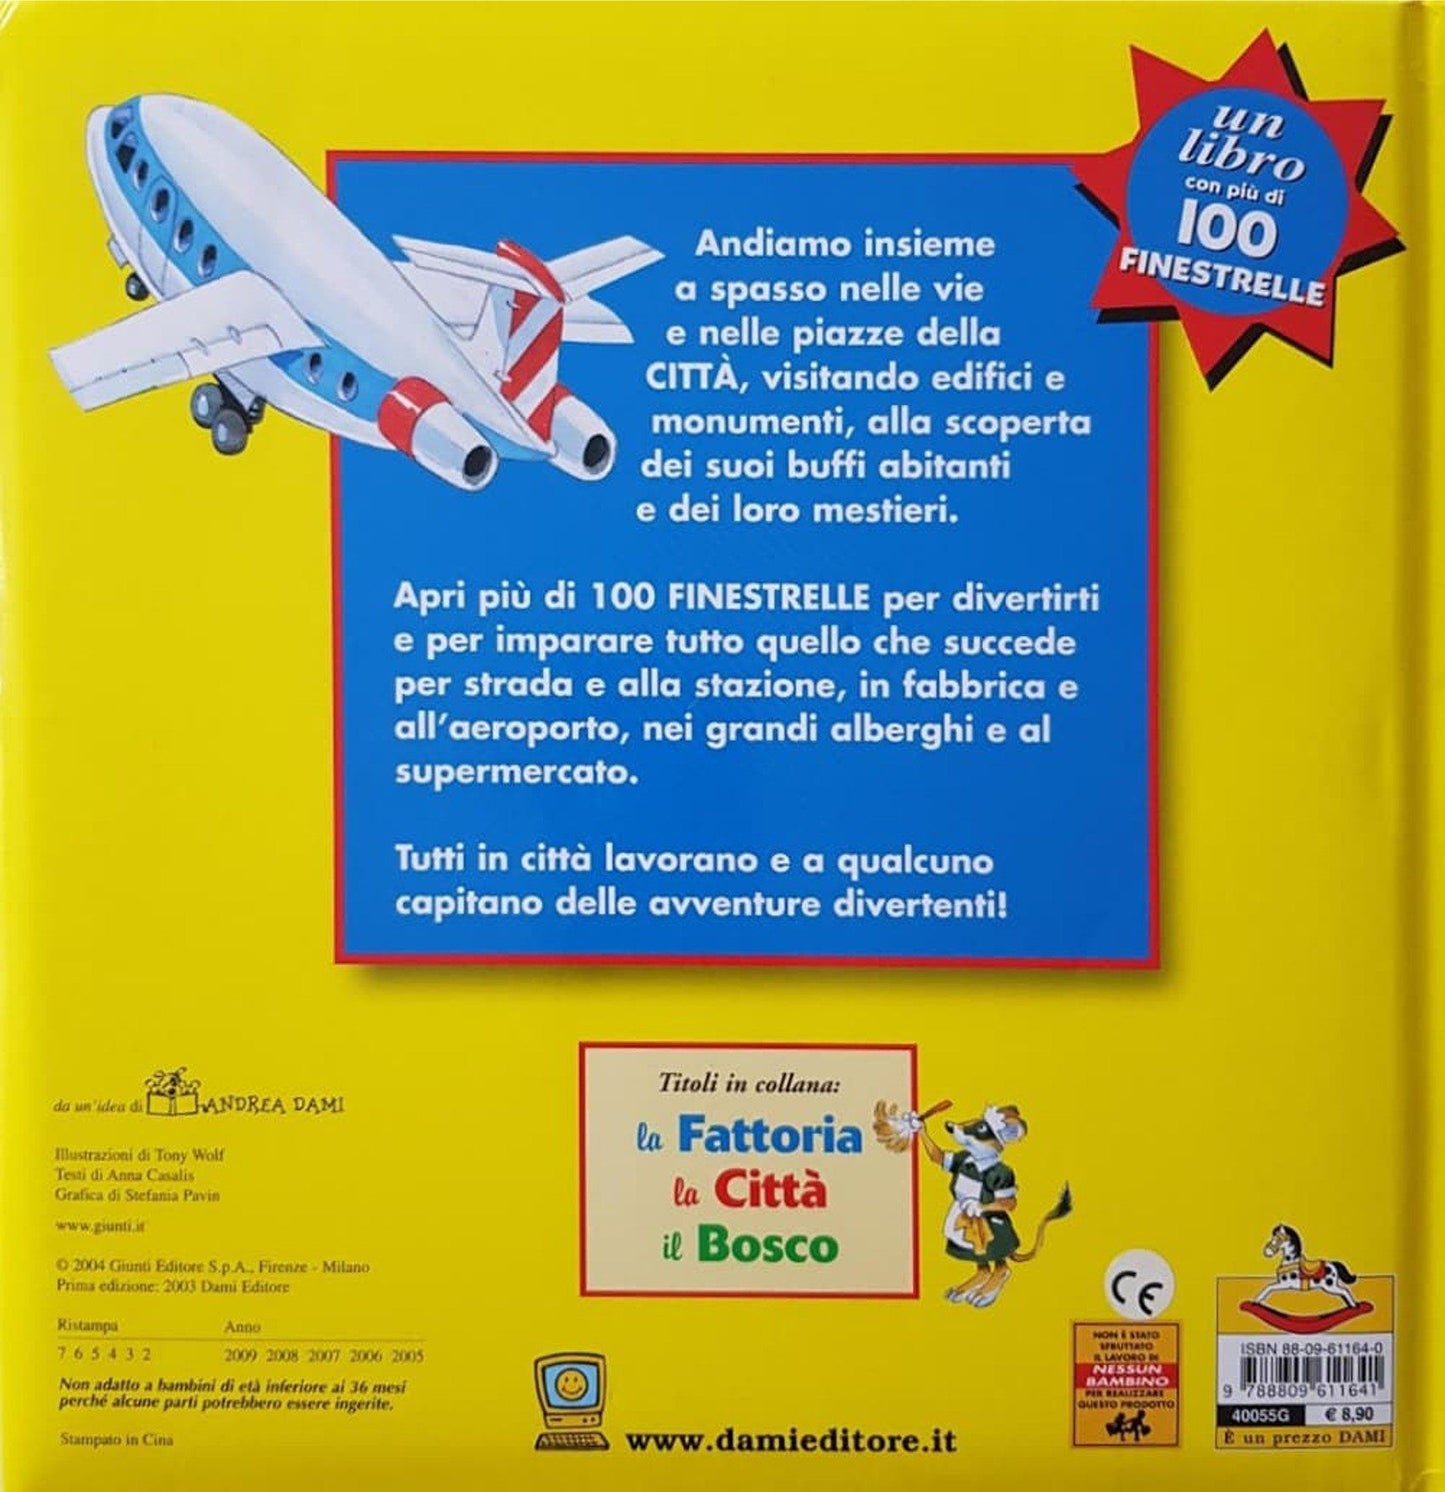 un
libro
con più di
100
FINESTRELLE
Andiamo insieme
a spasso nelle vie
e nelle piazze della
CITTÀ, visitando edifici e
monumenti, alla scoperta
dei suoi buffi abitanti
e dei loro mestieri.
Apri più di 100 FINESTRELLE per divertirti
e per imparare tutto quello che succede
per strada e alla stazione, in fabbrica e
all'aeroporto, nei grandi alberghi e al
supermercato.
Tutti in città lavorano e a qualcuno
capitano delle avventure divertenti!
da un'idea di ANDREA DAMI
Illustrazioni di Tony Wolf
Testi di Anna Casalis
Grafica di Stefania Pavin
www.giunti.it
© 2004 Giunti Editore S.p.A., Firenze - Milano
Prima edizione: 2003 Dami Editore
Ristampa Anno
7 6 5 4 3 2 2009 2008 2007 2006 2005
Non adatto a bambini di età inferiore ai 36 mesi
perché alcune parti potrebbero essere ingerite.
Stampato in Cina
Titoli in collana:
la Fattoria
la Città
il Bosco
www.damieditore.it
CE
NON È STATO
SFRUTTATO
IL LAVORO DI
NESSUN
BAMBINO
PER REALIZZARE
QUESTO PRODOTTO
ISBN 88-09-61164-0
9 788809 611641
40055G € 8,90
È un prezzo DAMI